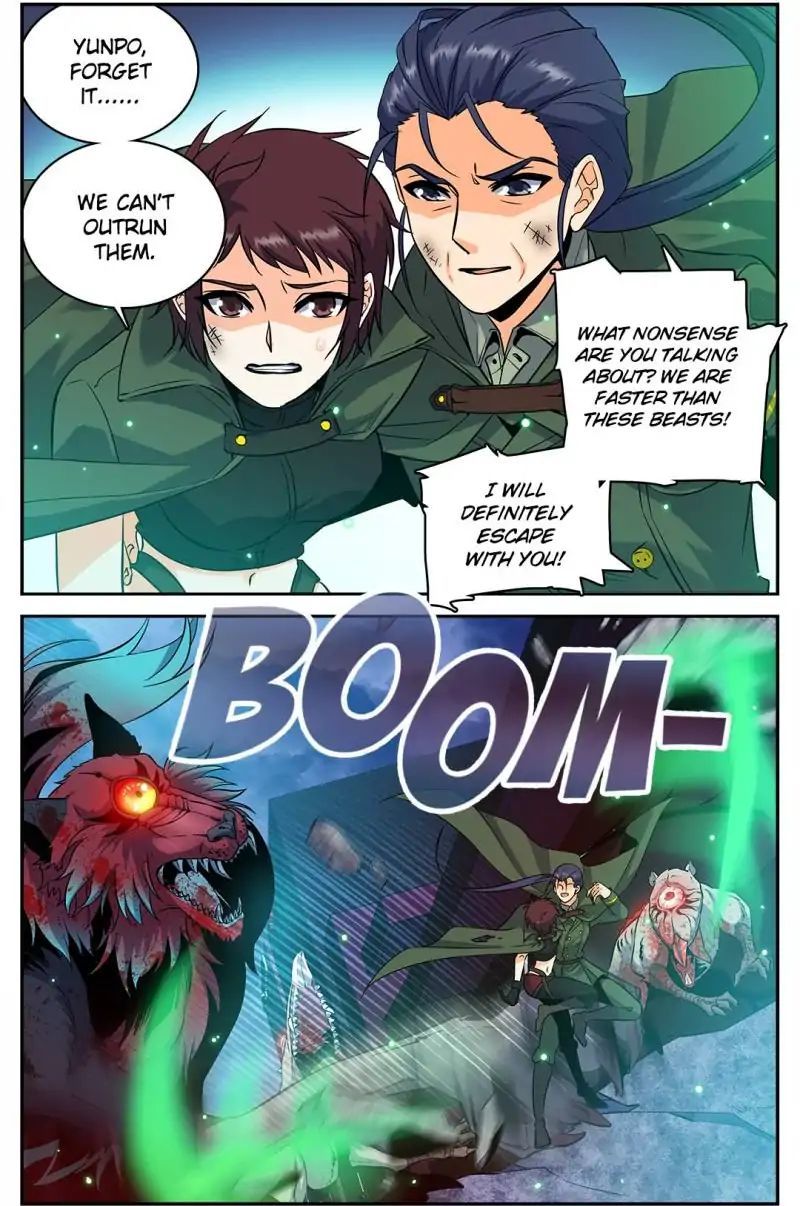 YUNPO,
FORGET
IT......
WE CAN'T
OUTRUN
THEM.
WHAT NONSENSE
ARE YOU TALKING
ABOUT? WE ARE
FASTER THAN
THESE BEASTS!
I WILL
DEFINITELY
ESCAPE
WITH YOU!
BOOM-